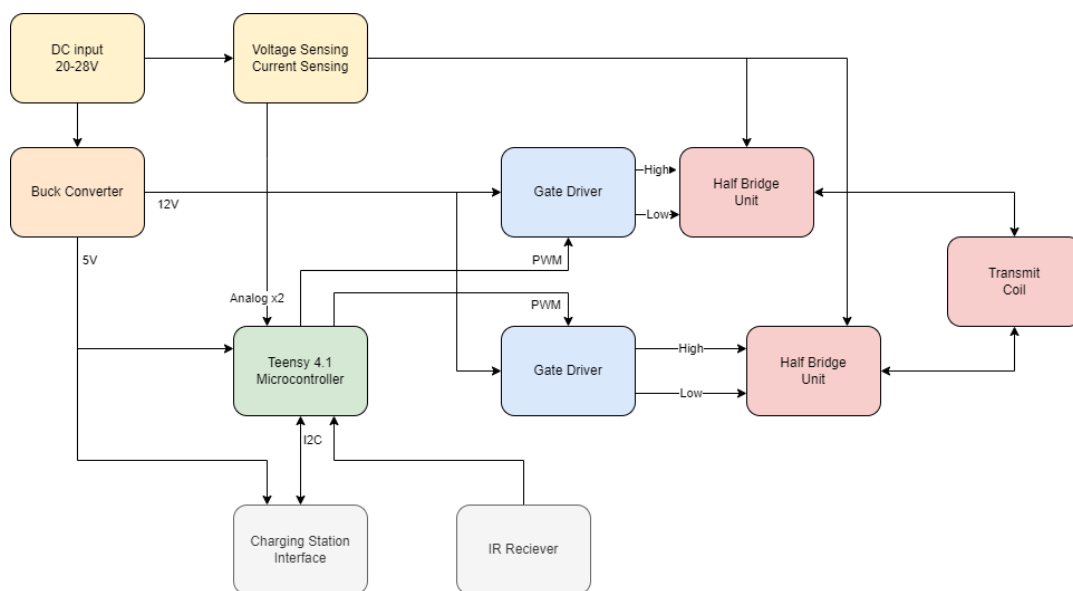 DC input
20-28V
Voltage Sensing
Current Sensing
Buck Converter
12V
5V
Gate Driver
High
Low
Half Bridge
Unit
PWM
Transmit
Coil
Analog x2
PWM
Teensy 4.1
Microcontroller
Gate Driver
High
Low
Half Bridge
Unit
I2C
Charging Station
Interface
IR Reciever